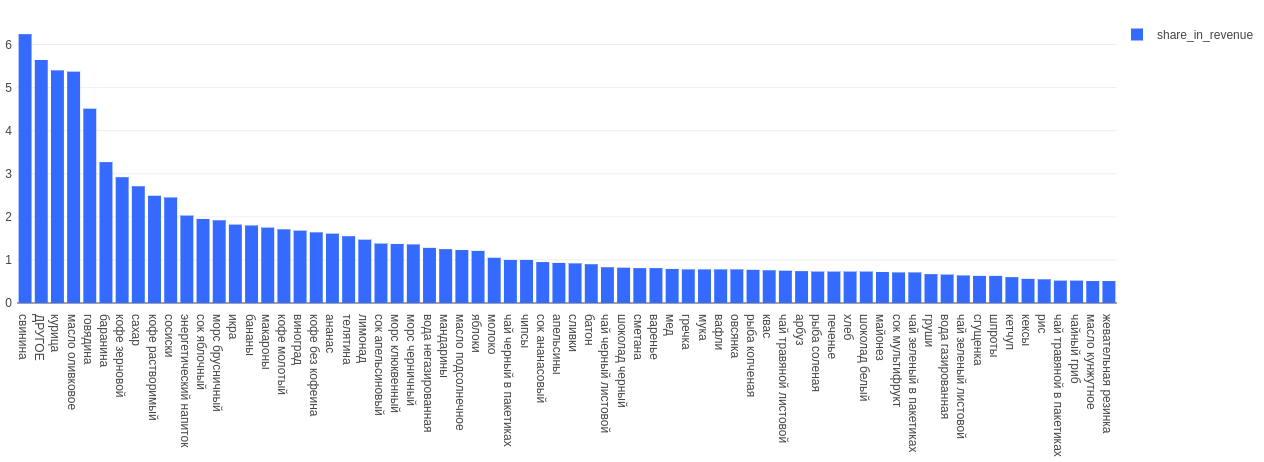 share_in_revenue
6
5
4
3
2
1
0
свинина
ДРУГОЕ
курица
масло оливковое
говядина
баранина
кофе зерновой
сахар
кофе растворимый
сосиски
энергетический напиток
сок яблочный
морс брусничный
икра
бананы
макароны
кофе молотый
виноград
кофе без кофеина
ананас
телятина
лимонад
сок апельсиновый
морс клюквенный
морс черничный
вода негазированная
мандарины
масло подсолнечное
яблоки
молоко
чай черный в пакетиках
чипсы
сок ананасовый
апельсины
сливки
батон
чай черный листовой
шоколад черный
сметана
варенье
мед
гречка
мука
вафли
овсянка
рыба копченая
квас
чай травяной листовой
арбуз
рыба соленая
печенье
хлеб
шоколад белый
майонез
сок мультифрукт
чай зеленый в пакетиках
груши
вода газированная
чай зеленый листовой
сгущенка
шпроты
кетчуп
кексы
рис
чай травяной в пакетиках
чайный гриб
масло кунжутное
жевательная резинка